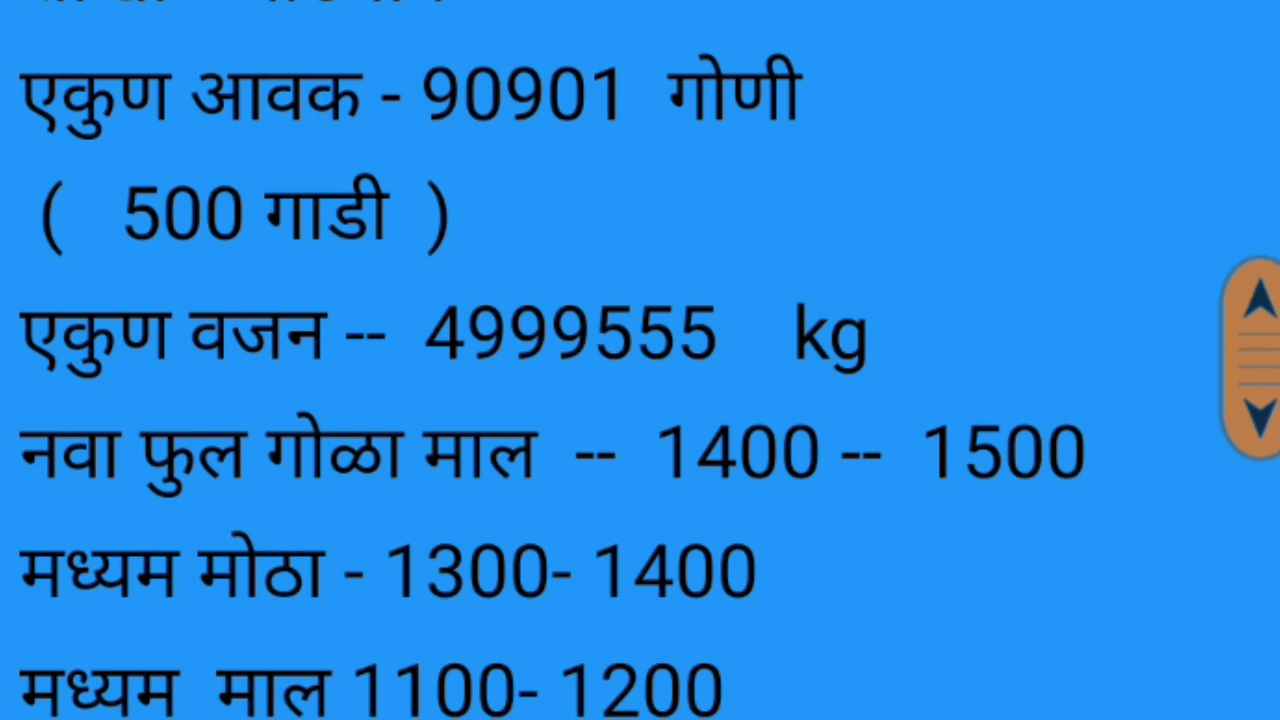 एकुण आवक - 90901 गोणी
( 500 गाडी )
एकुण वजन -- 4999555 kg
नवा फुल गोळा माल -- 1400 -- 1500
मध्यम मोठा - 1300- 1400
मध्यम माल 1100- 1200